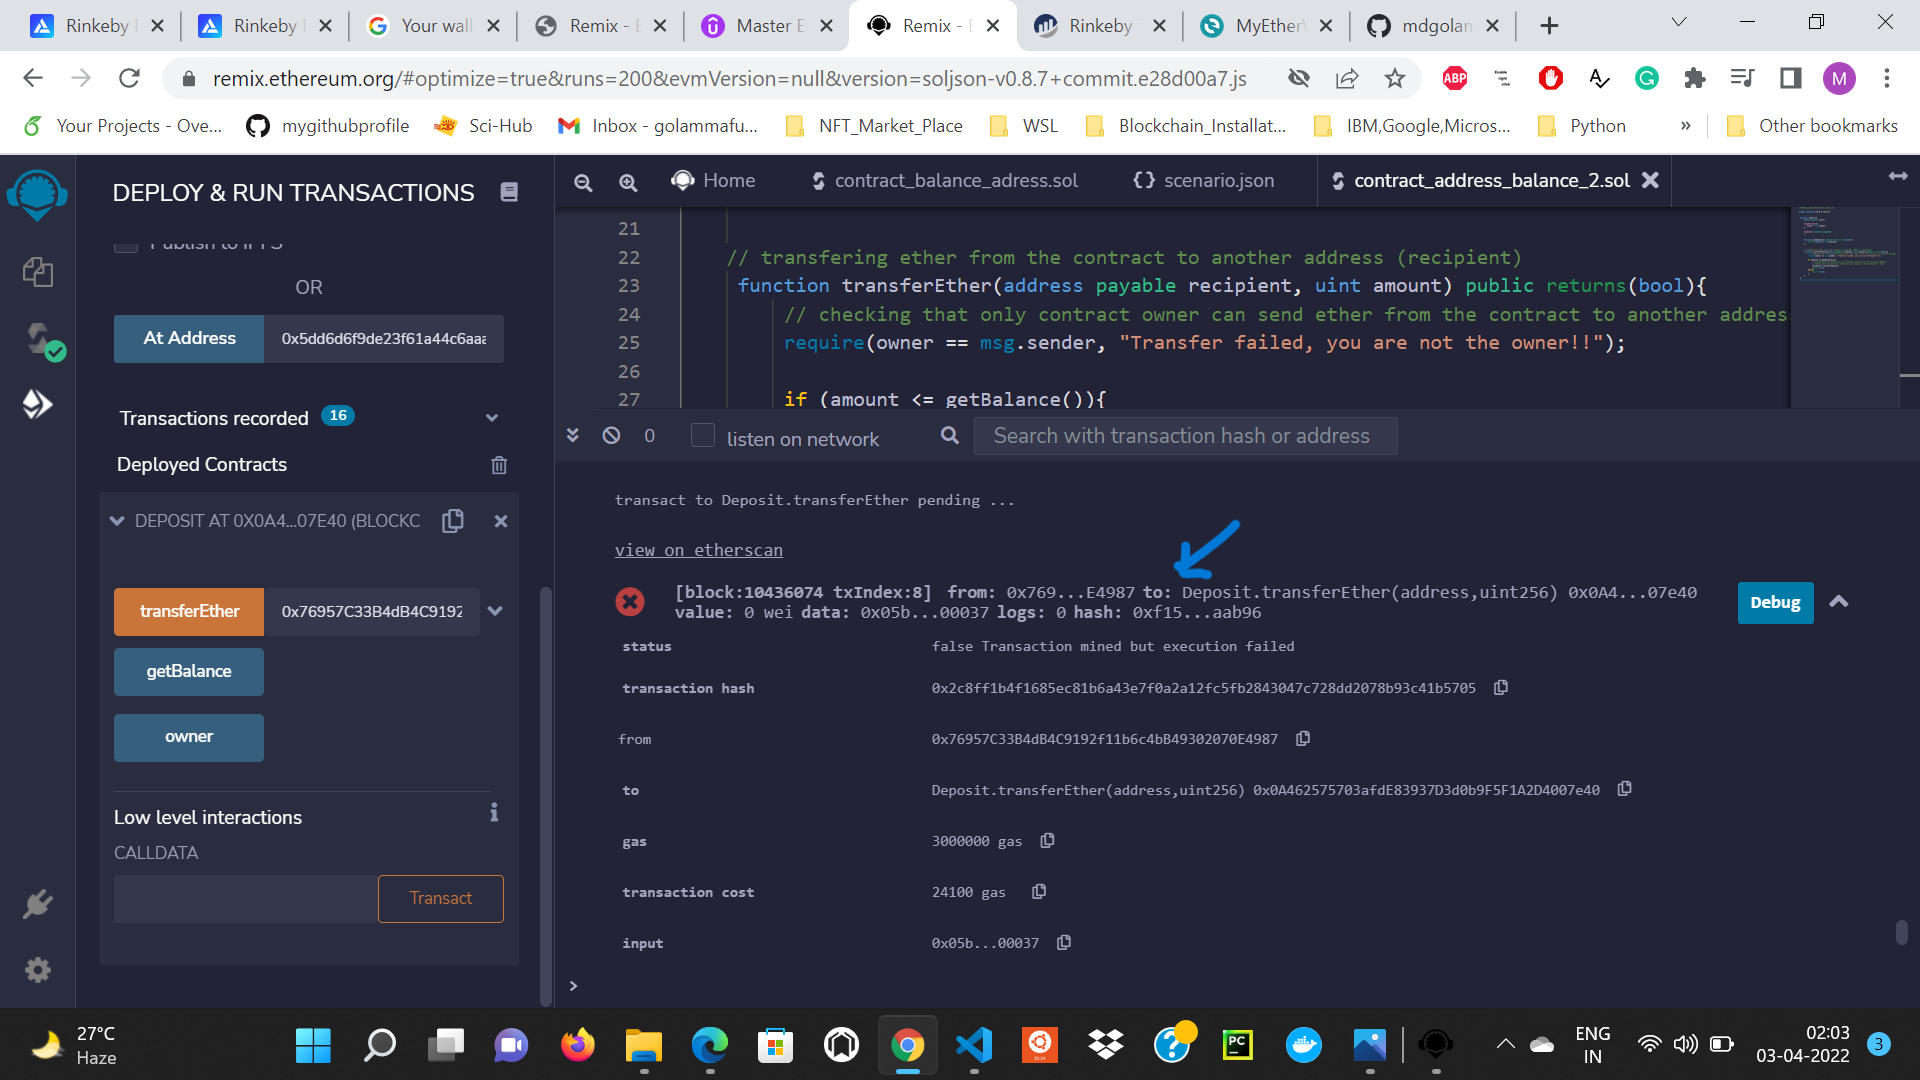 Rinkeby
Rinkeby
Your wall
Remix - E
Master E
Remix - E
Rinkeby
MyEtherW
mdgolam
remix.ethereum.org/#optimize=true&runs=200&evmVersion=null&version=soljson-v0.8.7+commit.e28d00a7.js
ABP
M
Your Projects - Ove...
mygithubprofile
Sci-Hub
Inbox - golammafu...
NFT_Market_Place
WSL
Blockchain_Installat...
IBM,Google,Micros...
Python
»
Other bookmarks
DEPLOY & RUN TRANSACTIONS
Home
contract_balance_adress.sol
{} scenario.json
contract_address_balance_2.sol
Publish to IPFS
OR
At Address
0x5dd6d6f9de23f61a44c6aaa
Transactions recorded 16
Deployed Contracts
DEPOSIT AT 0X0A4...07E40 (BLOCKC
transferEther
0x76957C33B4dB4C9192
getBalance
owner
Low level interactions
i
CALLDATA
Transact
21
22 // transfering ether from the contract to another address (recipient)
23 function transferEther(address payable recipient, uint amount) public returns(bool){
24 // checking that only contract owner can send ether from the contract to another addres
25 require(owner == msg.sender, "Transfer failed, you are not the owner!!");
26
27 if (amount <= getBalance()){
0
listen on network
Search with transaction hash or address
transact to Deposit.transferEther pending ...
view on etherscan
[block:10436074 txIndex:8] from: 0x769...E4987 to: Deposit.transferEther(address,uint256) 0x0A4...07e40
value: 0 wei data: 0x05b...00037 logs: 0 hash: 0xf15...aab96
Debug
status false Transaction mined but execution failed
transaction hash 0x2c8ff1b4f1685ec81b6a43e7f0a2a12fc5fb2843047c728dd2078b93c41b5705
from 0x76957C33B4dB4C9192f11b6c4bB49302070E4987
to Deposit.transferEther(address,uint256) 0x0A462575703afdE83937D3d0b9F5F1A2D4007e40
gas 3000000 gas
transaction cost 24100 gas
input 0x05b...00037
>
27°C
Haze
PC
ENG
IN
02:03
03-04-2022
3